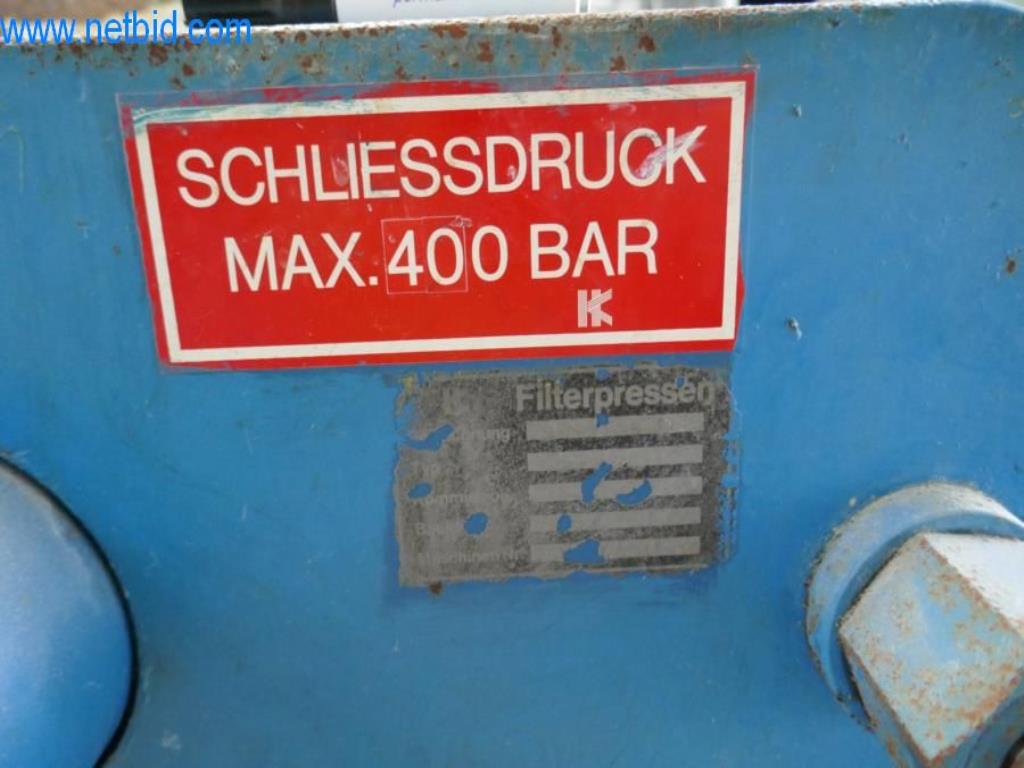 www.netbid.com
SCHLIESSDRUCK
MAX. 400 BAR
Filterpressen